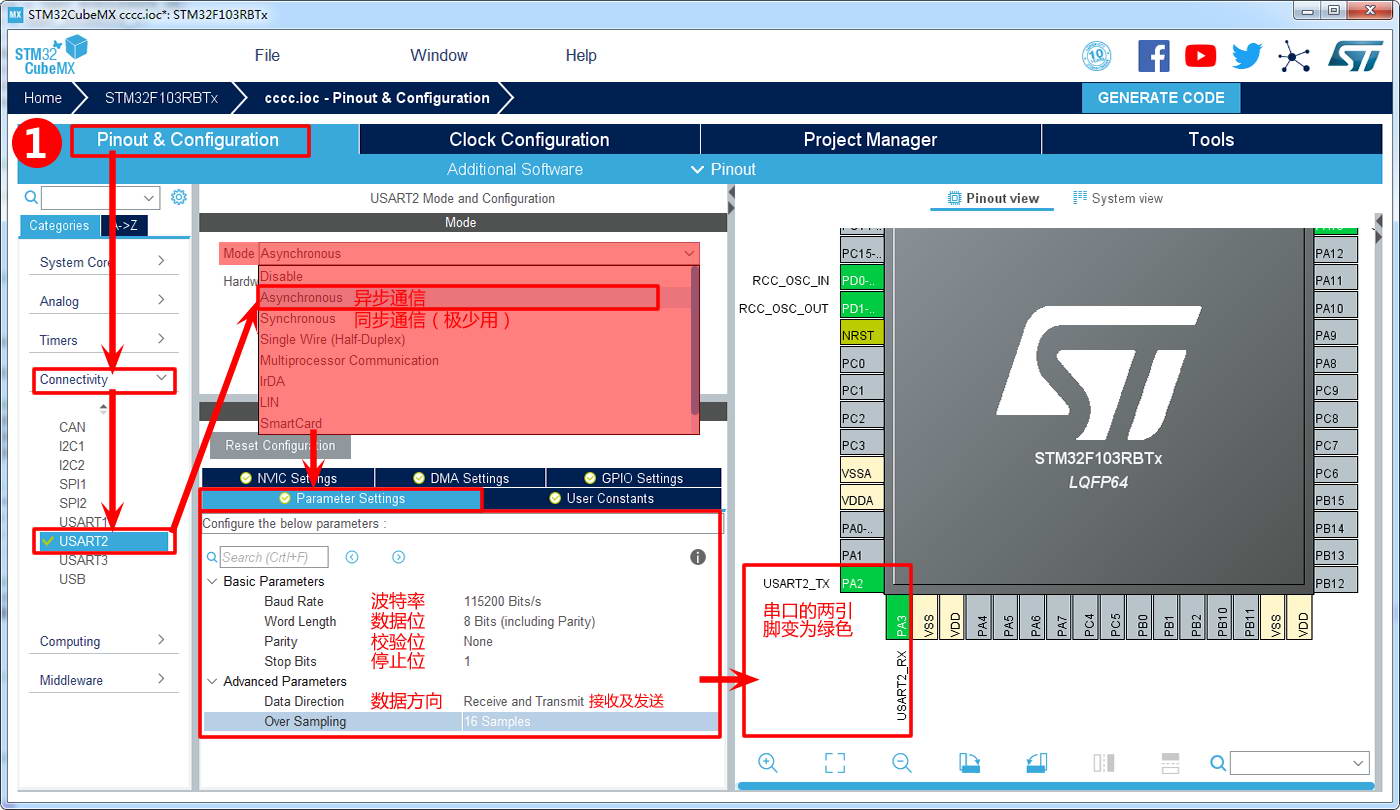 MX STM32CubeMX cccc.ioc*: STM32F103RBTx
STM32
CubeMX
File Window Help
10
ST
Home STM32F103RBTx cccc.ioc - Pinout & Configuration GENERATE CODE
1
Pinout & Configuration Clock Configuration Project Manager Tools
Additional Software Pinout
USART2 Mode and Configuration
Mode
Categories A->Z
System Core
Analog
Timers
Connectivity
CAN
I2C1
I2C2
SPI1
SPI2
USART1
USART2
USART3
USB
Computing
Middleware
Mode Asynchronous
Hardw
Disable
Asynchronous 异步通信
Synchronous 同步通信（极少用）
Single Wire (Half-Duplex)
Multiprocessor Communication
IrDA
LIN
SmartCard
Reset Configuration
NVIC Settings DMA Settings GPIO Settings
Parameter Settings User Constants
Configure the below parameters :
Search (CrtI+F)
Basic Parameters
Baud Rate 波特率 115200 Bits/s
Word Length 数据位 8 Bits (including Parity)
Parity 校验位 None
Stop Bits 停止位 1
Advanced Parameters
Data Direction 数据方向 Receive and Transmit 接收及发送
Over Sampling 16 Samples
Pinout view System view
PC15-..
RCC_OSC_IN PD0-..
RCC_OSC_OUT PD1-..
NRST
PC0
PC1
PC2
PC3
VSSA
VDDA
PA0-..
PA1
USART2_TX PA2
串口的两引
脚变为绿色
STM32F103RBTx
LQFP64
PA12
PA11
PA10
PA9
PA8
PC9
PC8
PC7
PC6
PB15
PB14
PB13
PB12
PA3 VSS VDD PA4 PA5 PA6 PA7 PC4 PC5 PB0 PB1 PB2 PB10 PB11 VSS VDD
USART2_RX